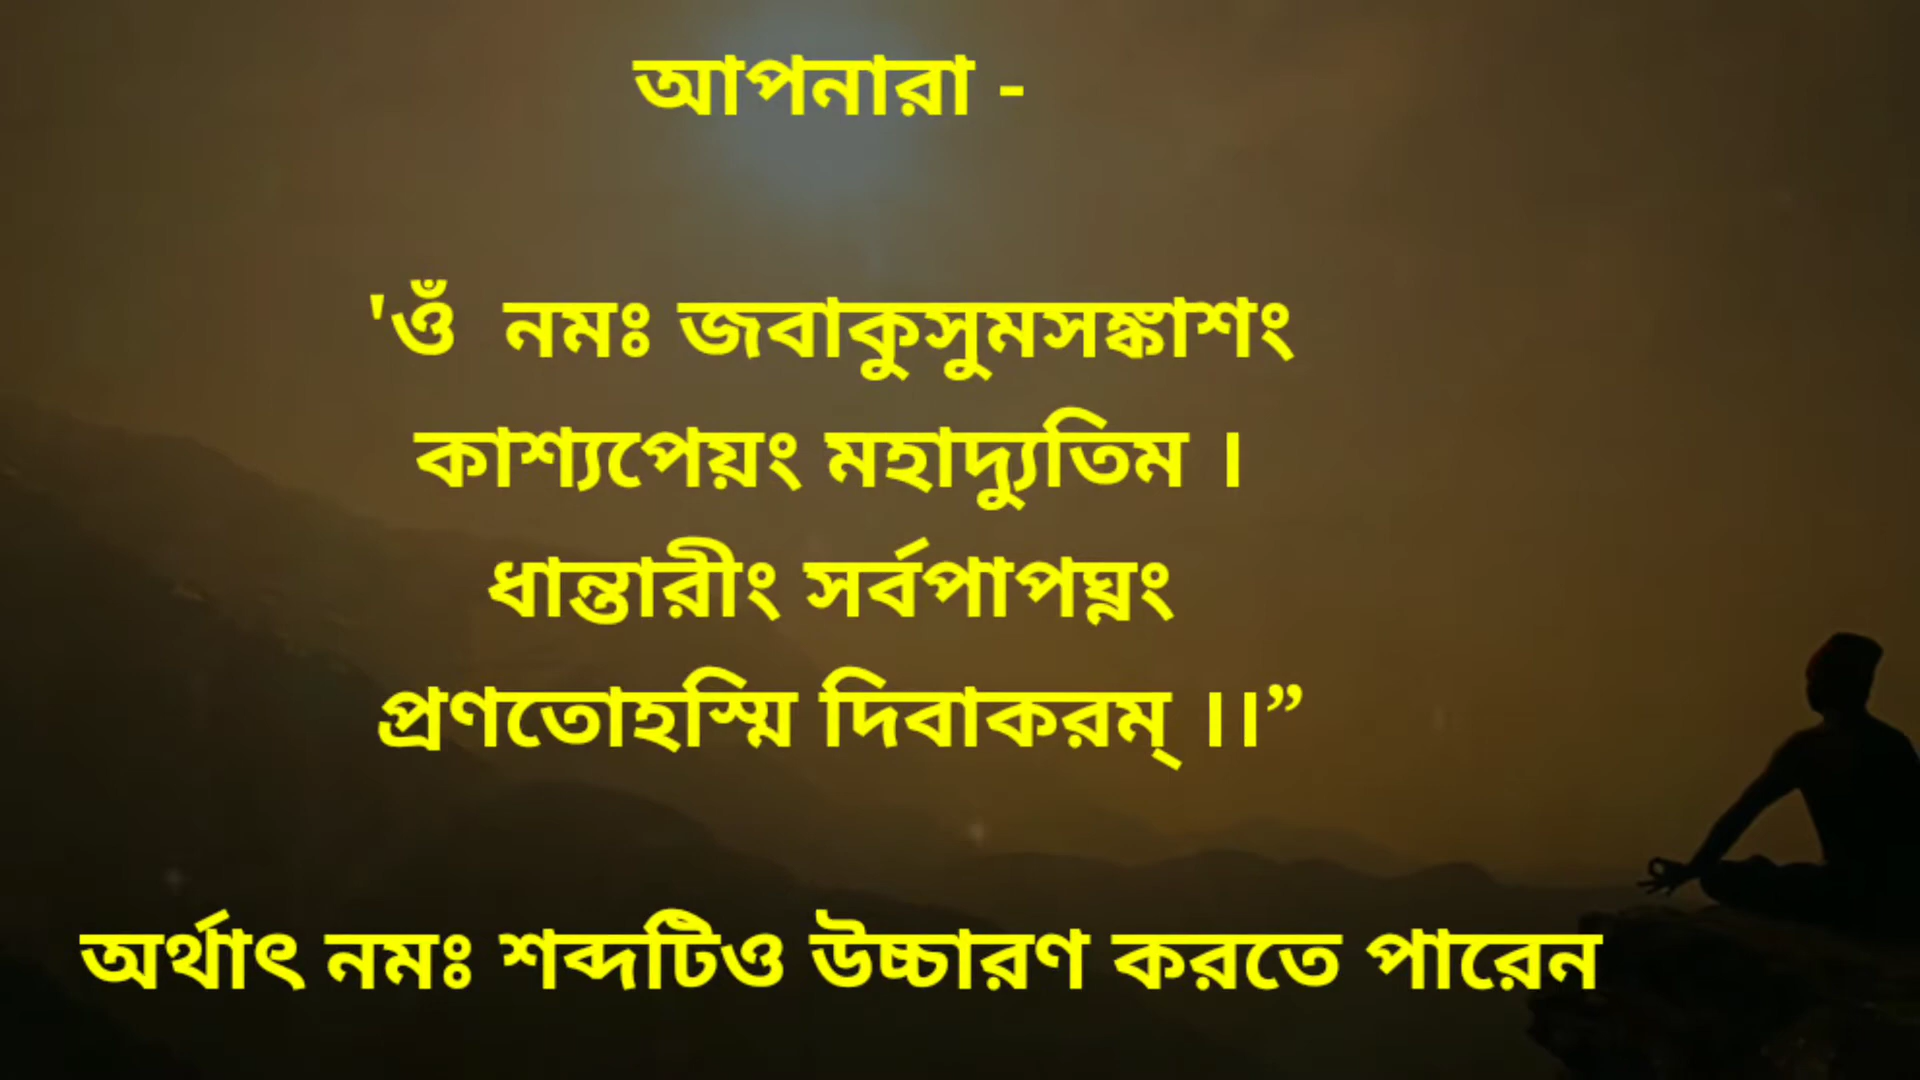 আপনারা -
'ওঁ নমঃ জবাকুসুমসঙ্কাশং
কাশ্যপেয়ং মহাদ্যুতিম ।
ধান্তারীং সর্বপাপঘ্নং
প্রণতোহস্মি দিবাকরম্ ।।”
অর্থাৎ নমঃ শব্দটিও উচ্চারণ করতে পারেন